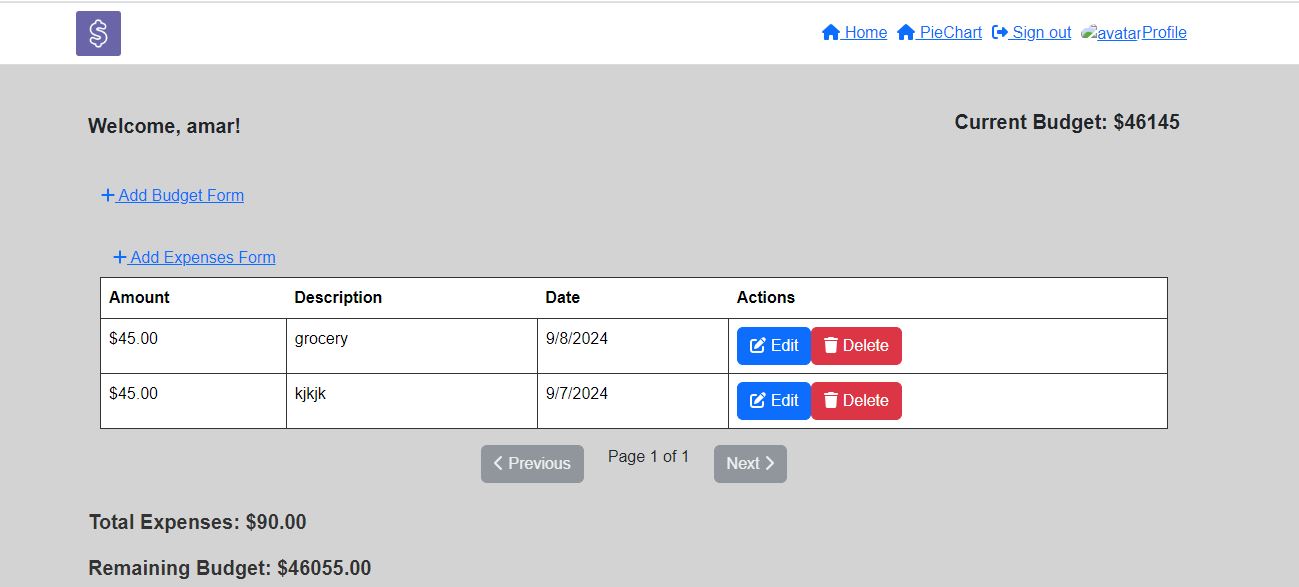 Home PieChart Sign out avatar Profile
Welcome, amar!
Current Budget: $46145
Add Budget Form
Add Expenses Form
Amount Description Date Actions
$45.00 grocery 9/8/2024 Edit Delete
$45.00 kjkjk 9/7/2024 Edit Delete
Previous Page 1 of 1 Next
Total Expenses: $90.00
Remaining Budget: $46055.00